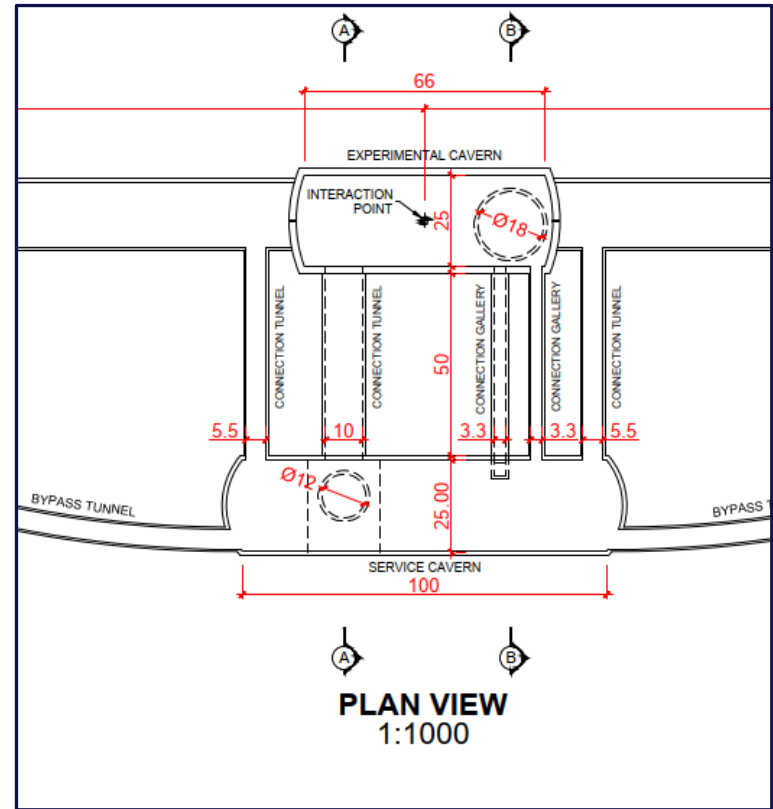 A B
66
EXPERIMENTAL CAVERN
INTERACTION
POINT
25
Ø18
CONNECTION TUNNEL
CONNECTION TUNNEL
CONNECTION GALLERY
CONNECTION GALLERY
CONNECTION TUNNEL
50
5.5 10 3.3 3.3 5.5
Ø12
25.00
BYPASS TUNNEL
BYPASS T
SERVICE CAVERN
100
A B
PLAN VIEW
1:1000